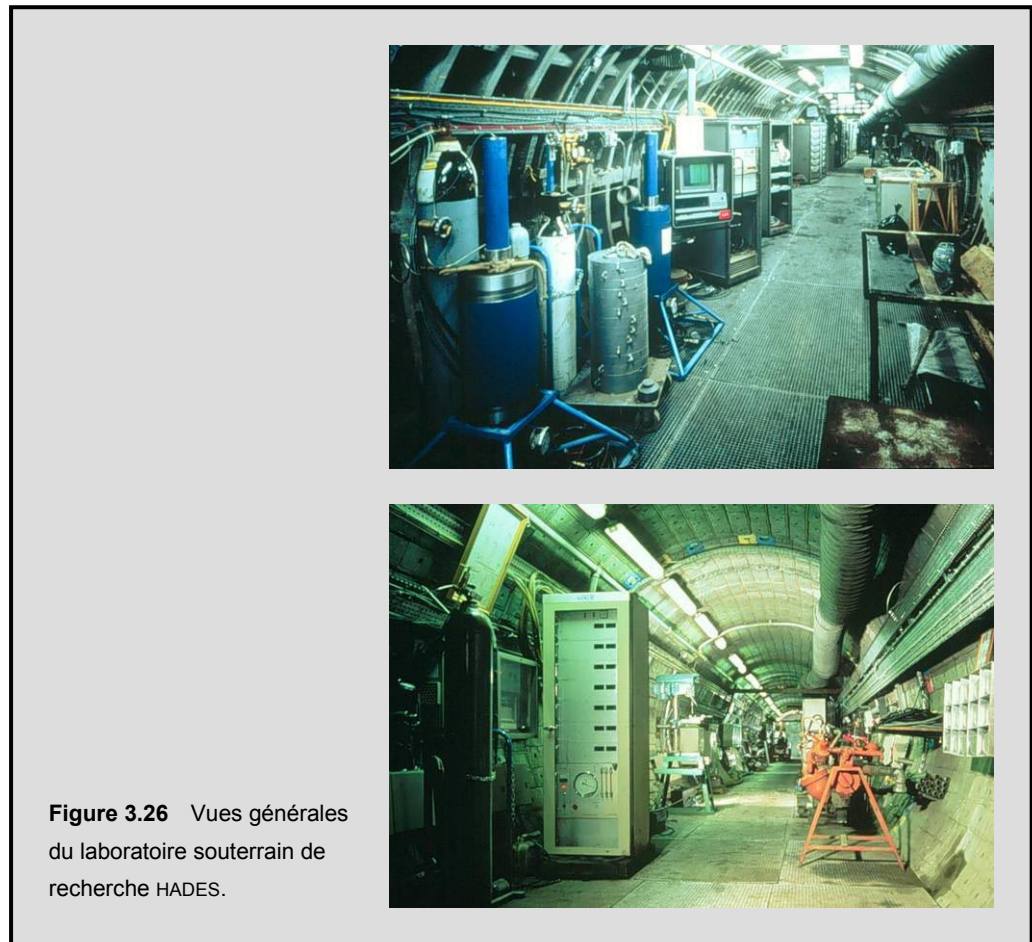 Figure 3.26 Vues générales
du laboratoire souterrain de
recherche HADES.